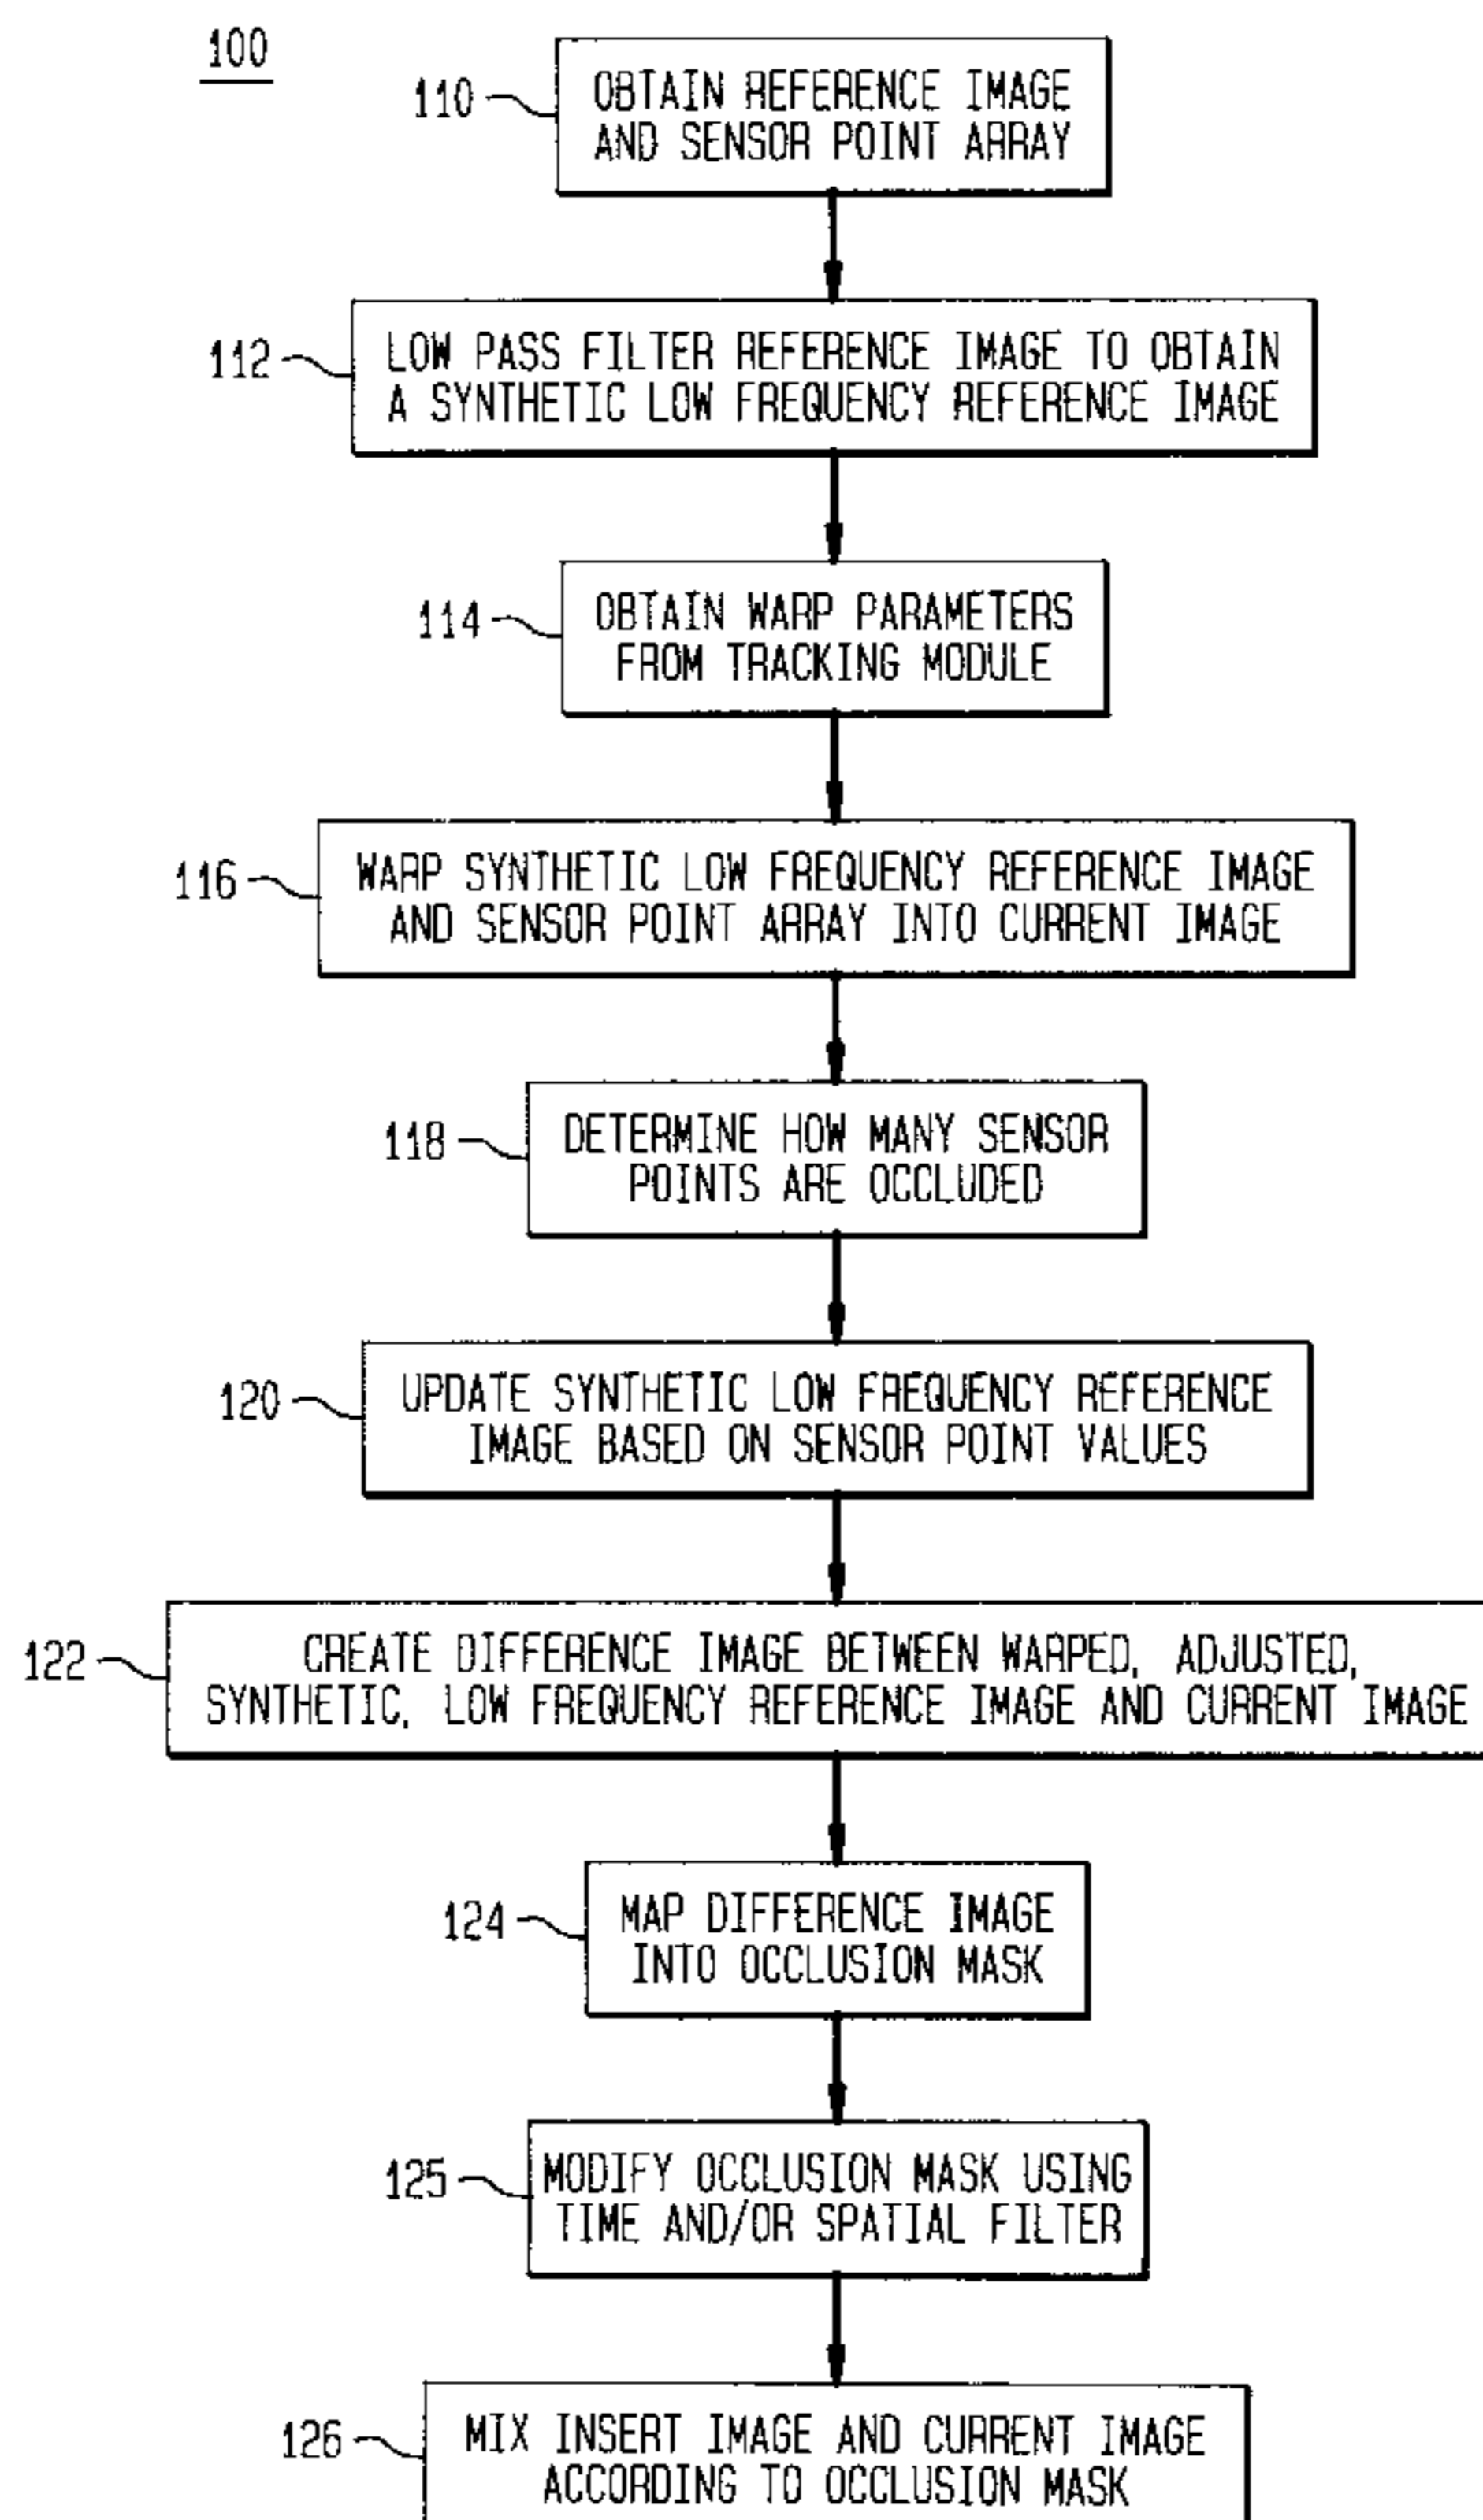 100
110
OBTAIN REFERENCE IMAGE
AND SENSOR POINT ARRAY
112
LOW PASS FILTER REFERENCE IMAGE TO OBTAIN
A SYNTHETIC LOW FREQUENCY REFERENCE IMAGE
114
OBTAIN WARP PARAMETERS
FROM TRACKING MODULE
116
WARP SYNTHETIC LOW FREQUENCY REFERENCE IMAGE
AND SENSOR POINT ARRAY INTO CURRENT IMAGE
118
DETERMINE HOW MANY SENSOR
POINTS ARE OCCLUDED
120
UPDATE SYNTHETIC LOW FREQUENCY REFERENCE
IMAGE BASED ON SENSOR POINT VALUES
122
CREATE DIFFERENCE IMAGE BETWEEN WARPED, ADJUSTED,
SYNTHETIC, LOW FREQUENCY REFERENCE IMAGE AND CURRENT IMAGE
124
MAP DIFFERENCE IMAGE
INTO OCCLUSION MASK
125
MODIFY OCCLUSION MASK USING
TIME AND/OR SPATIAL FILTER
126
MIX INSERT IMAGE AND CURRENT IMAGE
ACCORDING TO OCCLUSION MASK